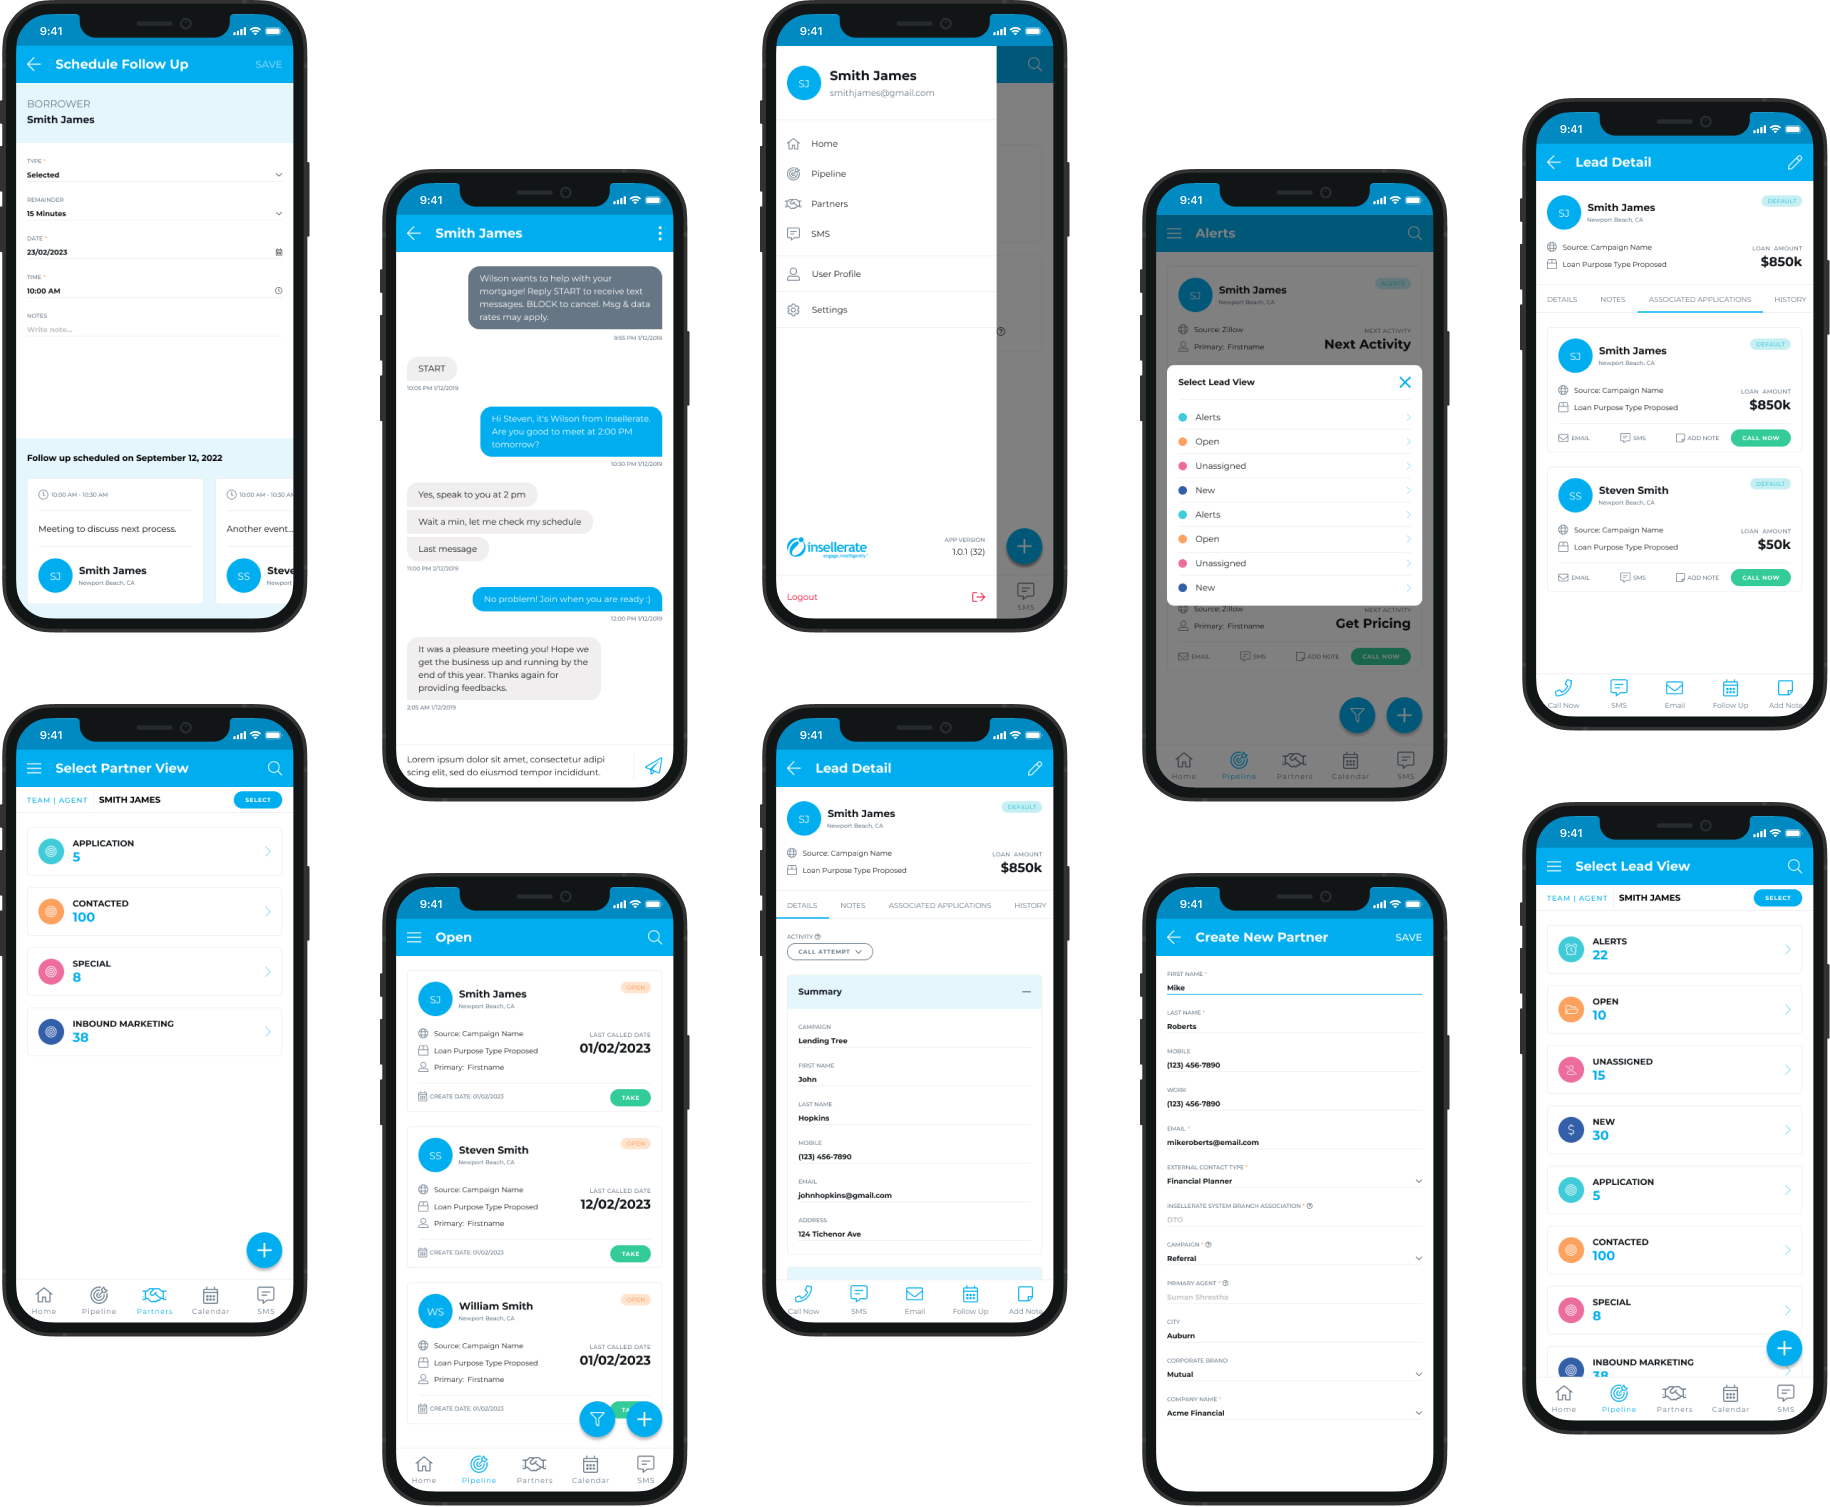 9:41
Schedule Follow Up SAVE
BORROWER
Smith James
TYPE *
Selected
REMAINDER
15 Minutes
DATE *
23/02/2023
TIME *
10:00 AM
NOTES
Write note...
Follow up scheduled on September 12, 2022
10:00 AM - 10:30 AM
Meeting to discuss next process.
SJ
Smith James
Newport Beach, CA
10:00 AM - 10:30 AM
Another event...
SS
Steve
Newport
9:41
Select Partner View
TEAM | AGENT SMITH JAMES SELECT
APPLICATION
5
CONTACTED
100
SPECIAL
8
INBOUND MARKETING
38
Home Pipeline Partners Calendar SMS
9:41
Smith James
Wilson wants to help with your
mortgage! Reply START to receive text
messages. BLOCK to cancel. Msg & data
rates may apply.
9:55 PM 1/12/2019
START
10:05 PM 1/12/2019
Hi Steven, it's Wilson from Insellerate.
Are you good to meet at 2:00 PM
tomorrow?
10:30 PM 1/12/2019
Yes, speak to you at 2 pm
Wait a min, let me check my schedule
Last message
11:00 PM 2/12/2019
No problem! Join when you are ready :)
12:00 PM 1/12/2019
It was a pleasure meeting you! Hope we
get the business up and running by the
end of this year. Thanks again for
providing feedbacks.
2:05 AM 1/12/2019
Lorem ipsum dolor sit amet, consectetur adipi
scing elit, sed do eiusmod tempor incididunt.
9:41
Open
SJ
Smith James
Newport Beach, CA
OPEN
Source: Campaign Name
Loan Purpose Type Proposed
Primary: Firstname
LAST CALLED DATE
01/02/2023
CREATE DATE: 01/02/2023
TAKE
SS
Steven Smith
Newport Beach, CA
OPEN
Source: Campaign Name
Loan Purpose Type Proposed
Primary: Firstname
LAST CALLED DATE
12/02/2023
CREATE DATE: 01/02/2023
TAKE
WS
William Smith
Newport Beach, CA
OPEN
Source: Campaign Name
Loan Purpose Type Proposed
Primary: Firstname
LAST CALLED DATE
01/02/2023
CREATE DATE: 01/02/2023
TA
Home Pipeline Partners Calendar SMS
9:41
SJ
Smith James
smithjames@gmail.com
Home
Pipeline
Partners
SMS
User Profile
Settings
insellerate
engage intelligently
APP VERSION
1.0.1 (32)
Logout
SMS
9:41
Lead Detail
SJ
Smith James
Newport Beach, CA
DEFAULT
Source: Campaign Name
Loan Purpose Type Proposed
LOAN AMOUNT
$850k
DETAILS NOTES ASSOCIATED APPLICATIONS HISTORY
ACTIVITY
CALL ATTEMPT
Summary
CAMPAIGN
Lending Tree
FIRST NAME
John
LAST NAME
Hopkins
MOBILE
(123) 456-7890
EMAIL
johnhopkins@gmail.com
ADDRESS
124 Tichenor Ave
Call Now SMS Email Follow Up Add Note
9:41
Alerts
SJ
Smith James
Newport Beach, CA
ALERTS
Source: Zillow
Primary: Firstname
NEXT ACTIVITY
Next Activity
Select Lead View
Alerts
Open
Unassigned
New
Alerts
Open
Unassigned
New
Source: Zillow
Primary: Firstname
NEXT ACTIVITY
Get Pricing
EMAIL SMS ADD NOTE CALL NOW
Home Pipeline Partners Calendar SMS
9:41
Create New Partner SAVE
FIRST NAME *
Mike
LAST NAME *
Roberts
MOBILE
(123) 456-7890
WORK
(123) 456-7890
EMAIL *
mikeroberts@email.com
EXTERNAL CONTACT TYPE *
Financial Planner
INSELLERATE SYSTEM BRANCH ASSOCIATION *
DTO
CAMPAIGN *
Referral
PRIMARY AGENT *
Suman Shrestha
CITY
Auburn
CORPORATE BRAND
Mutual
COMPANY NAME *
Acme Financial
9:41
Lead Detail
SJ
Smith James
Newport Beach, CA
DEFAULT
Source: Campaign Name
Loan Purpose Type Proposed
LOAN AMOUNT
$850k
DETAILS NOTES ASSOCIATED APPLICATIONS HISTORY
SJ
Smith James
Newport Beach, CA
DEFAULT
Source: Campaign Name
Loan Purpose Type Proposed
LOAN AMOUNT
$850k
EMAIL SMS ADD NOTE CALL NOW
SS
Steven Smith
Newport Beach, CA
DEFAULT
Source: Campaign Name
Loan Purpose Type Proposed
LOAN AMOUNT
$50k
EMAIL SMS ADD NOTE CALL NOW
Call Now SMS Email Follow Up Add Note
9:41
Select Lead View
TEAM | AGENT SMITH JAMES SELECT
ALERTS
22
OPEN
10
UNASSIGNED
15
NEW
30
APPLICATION
5
CONTACTED
100
SPECIAL
8
INBOUND MARKETING
38
Home Pipeline Partners Calendar SMS